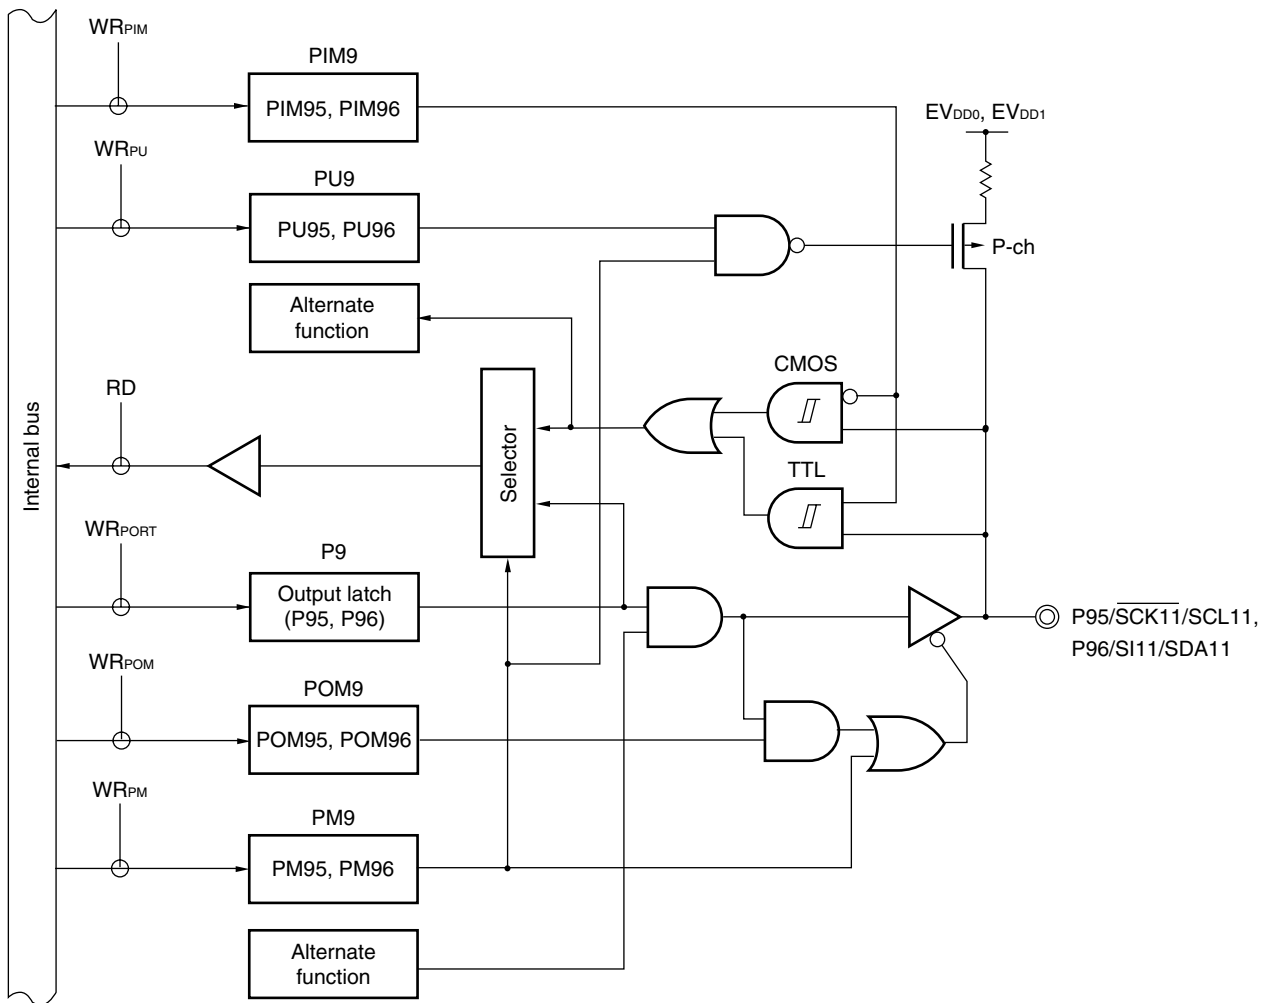 WRPIM
PIM9
PIM95, PIM96
EVDD0, EVDD1
WRPU
PU9
PU95, PU96
P-ch
Alternate
function
CMOS
RD
Internal bus
Selector
TTL
WRPORT
P9
Output latch
(P95, P96)
P95/SCK11/SCL11,
P96/SI11/SDA11
WRPOM
POM9
POM95, POM96
WRPM
PM9
PM95, PM96
Alternate
function